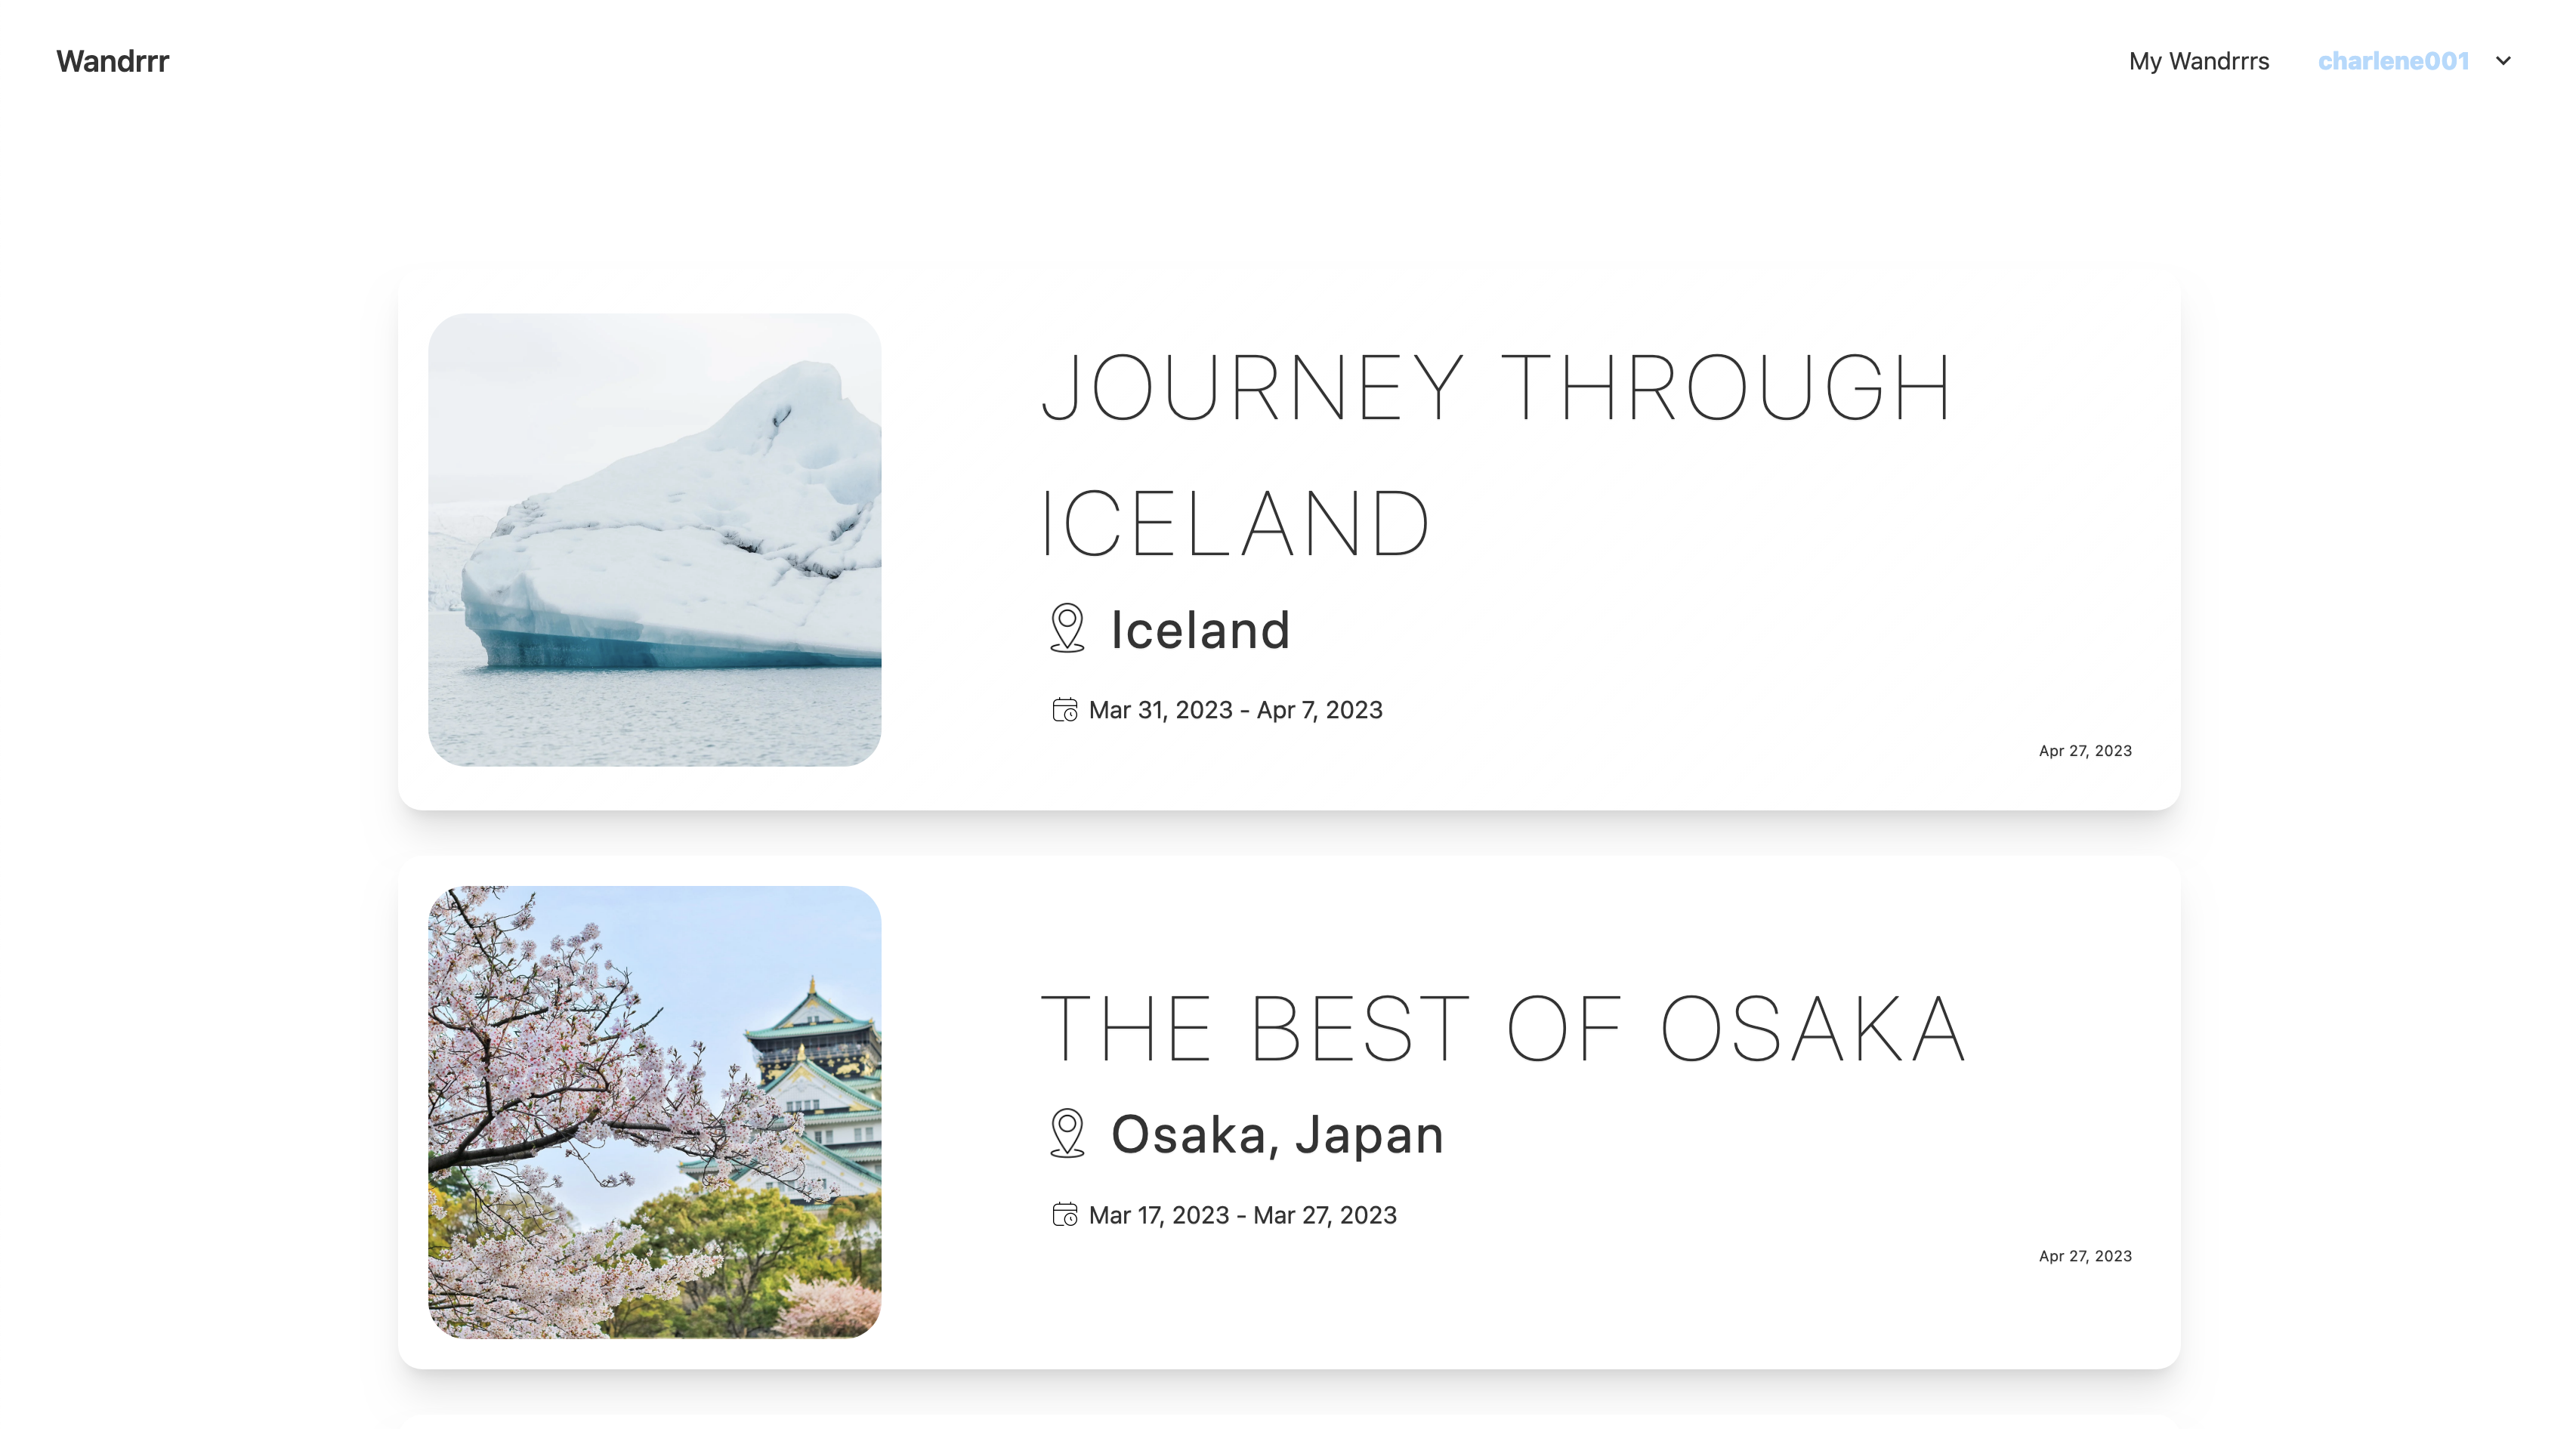 Wandrrr
My Wandrrrs
charlene001
JOURNEY THROUGH
ICELAND
Iceland
Mar 31, 2023 - Apr 7, 2023
Apr 27, 2023
THE BEST OF OSAKA
Osaka, Japan
Mar 17, 2023 - Mar 27, 2023
Apr 27, 2023